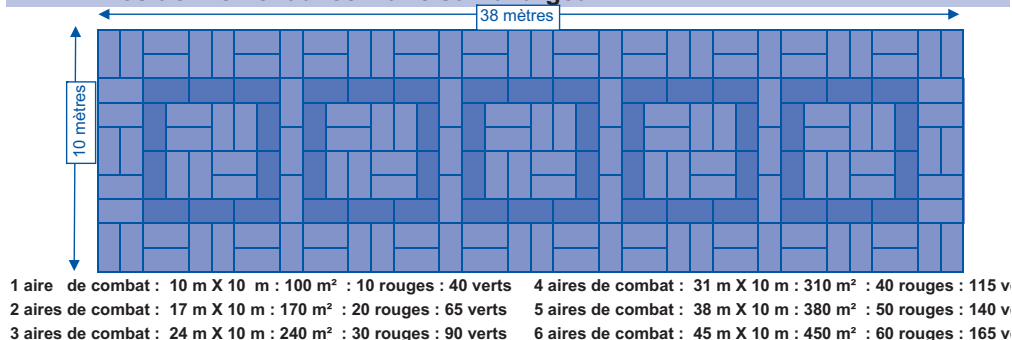 38 mètres
10 mètres
1 aire de combat : 10 m X 10 m : 100 m² : 10 rouges : 40 verts
2 aires de combat : 17 m X 10 m : 170 m² : 20 rouges : 65 verts
3 aires de combat : 24 m X 10 m : 240 m² : 30 rouges : 90 verts
4 aires de combat : 31 m X 10 m : 310 m² : 40 rouges : 115
5 aires de combat : 38 m X 10 m : 380 m² : 50 rouges : 140
6 aires de combat : 45 m X 10 m : 450 m² : 60 rouges : 165